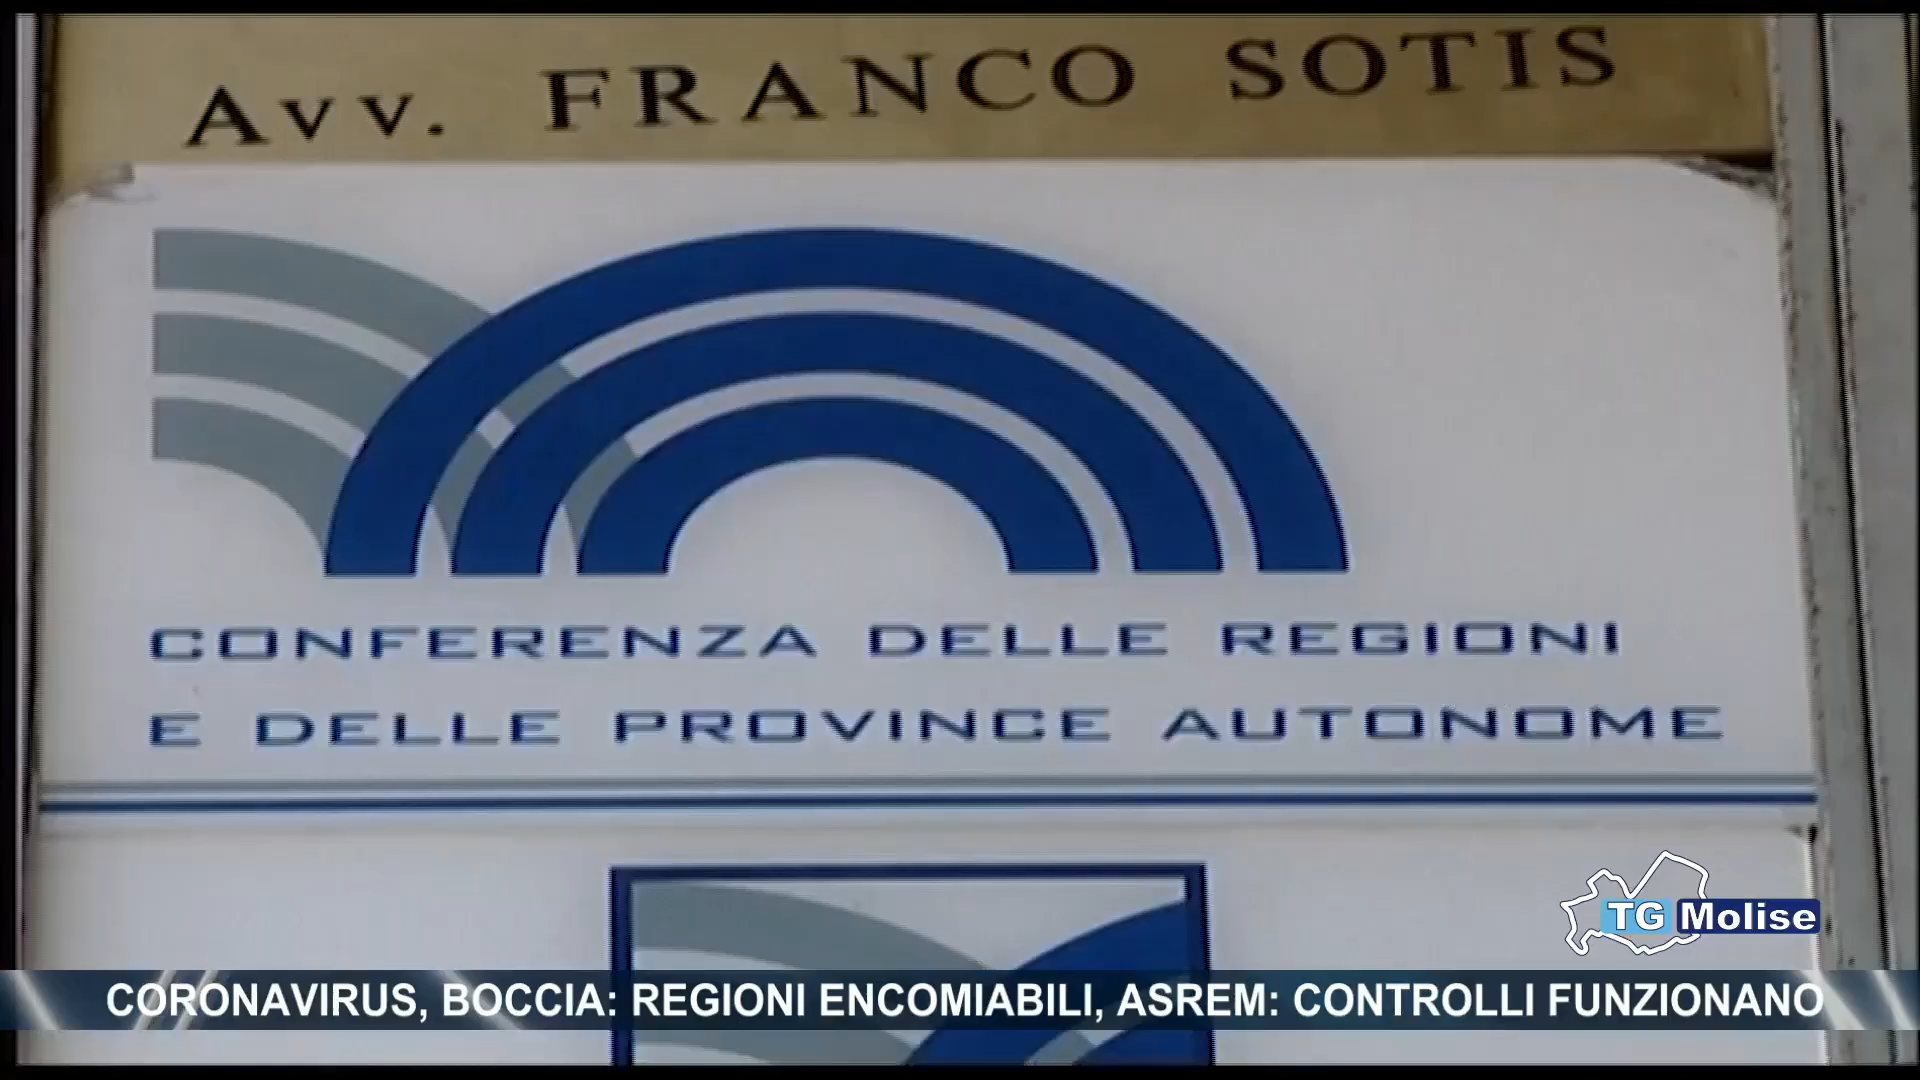 Avv. FRANCO SOTIS
CONFERENZA DELLE REGIONI
E DELLE PROVINCE AUTONOME
TG Molise
CORONAVIRUS, BOCCIA: REGIONI ENCOMIABILI, ASREM: CONTROLLI FUNZIONANO